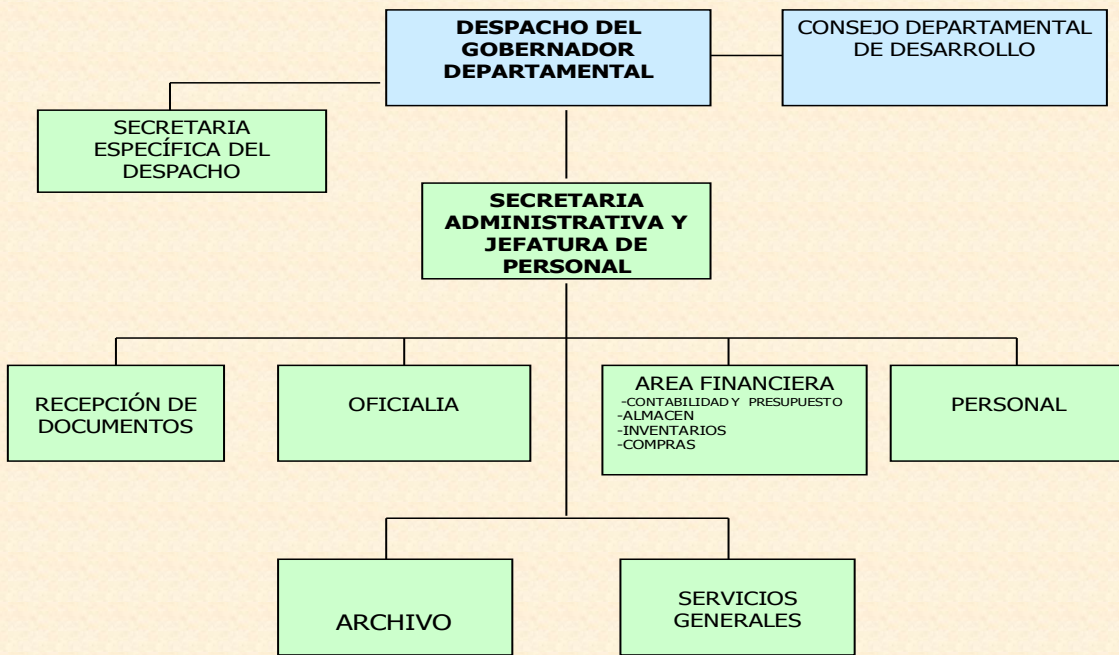 DESPACHO DEL
GOBERNADOR
DEPARTAMENTAL
CONSEJO DEPARTAMENTAL
DE DESARROLLO
SECRETARIA
ESPECÍFICA DEL
DESPACHO
SECRETARIA
ADMINISTRATIVA Y
JEFATURA DE
PERSONAL
RECEPCIÓN DE
DOCUMENTOS
OFICIALIA
AREA FINANCIERA
-CONTABILIDAD Y PRESUPUESTO
-ALMACEN
-INVENTARIOS
-COMPRAS
PERSONAL
ARCHIVO
SERVICIOS
GENERALES